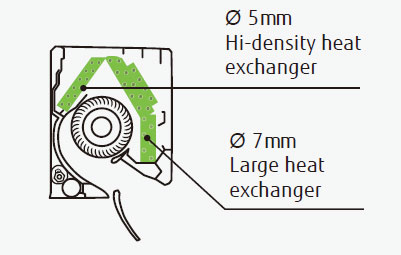 Ø 5mm
Hi-density heat
exchanger
Ø 7mm
Large heat
exchanger